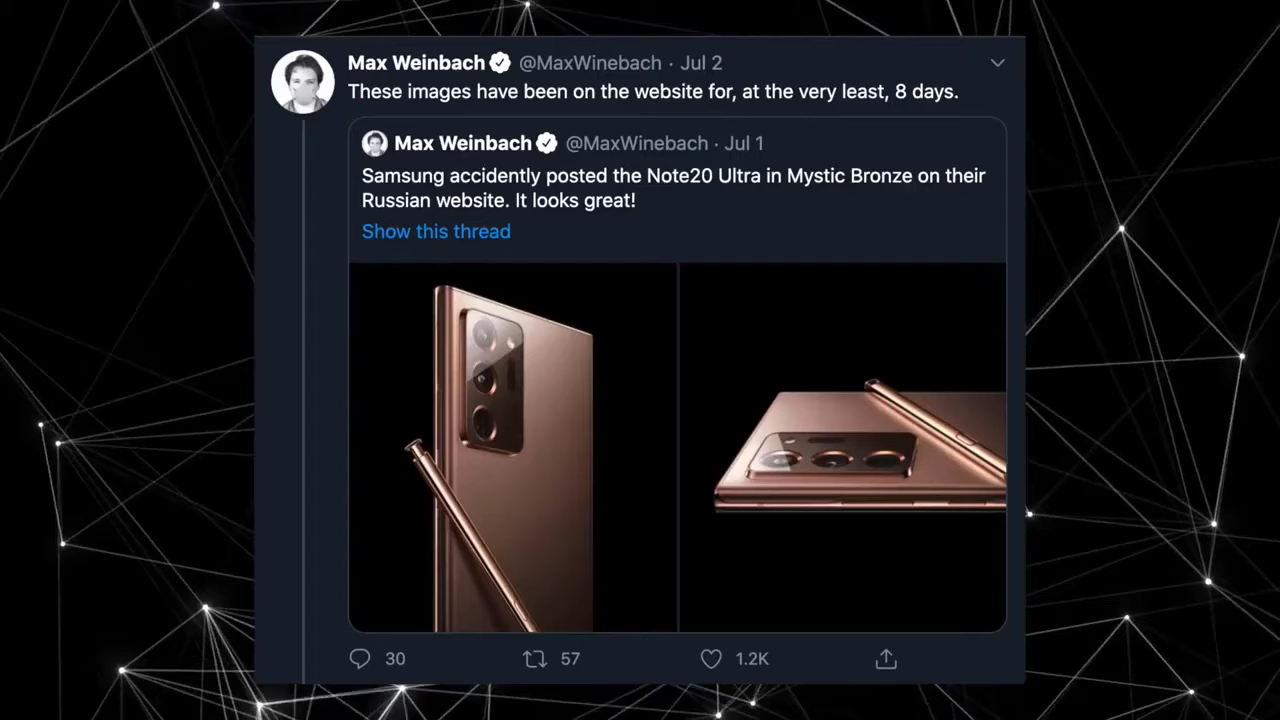 Max Weinbach @MaxWinebach · Jul 2
These images have been on the website for, at the very least, 8 days.
Max Weinbach @MaxWinebach · Jul 1
Samsung accidently posted the Note20 Ultra in Mystic Bronze on their
Russian website. It looks great!
Show this thread
30 57 1.2K